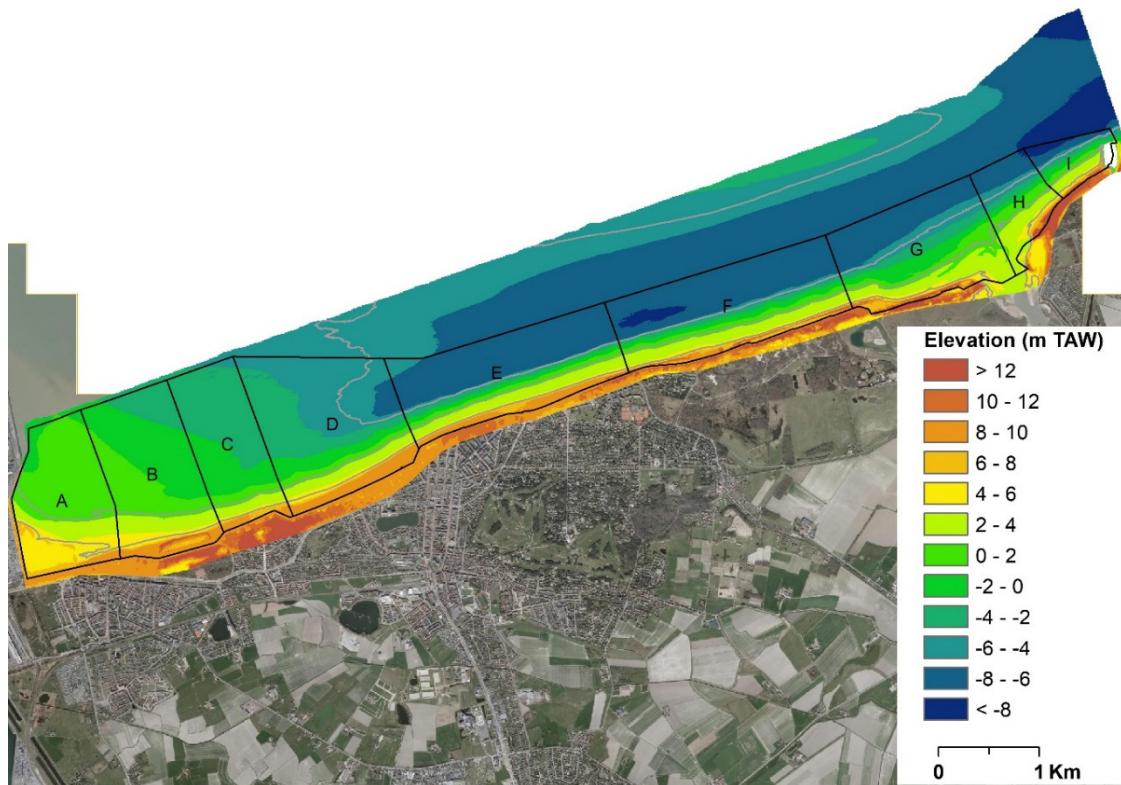 I
H
G
F
E
D
C
B
A
Elevation (m TAW)
> 12
10 - 12
8 - 10
6 - 8
4 - 6
2 - 4
0 - 2
-2 - 0
-4 - -2
-6 - -4
-8 - -6
< -8
0 1 Km